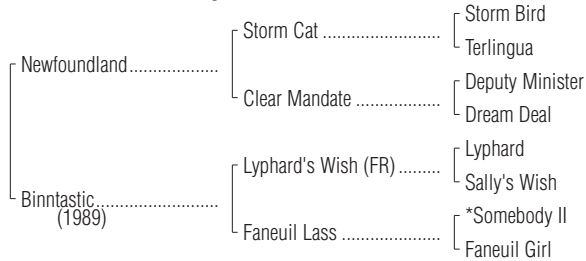 Storm Bird
Storm Cat ......................
Terlingua
Newfoundland...................
Deputy Minister
Clear Mandate .................
Dream Deal
Lyphard
Lyphard's Wish (FR) .........
Sally's Wish
Binntastic..........................
(1989)
*Somebody II
Faneuil Lass ....................
Faneuil Girl